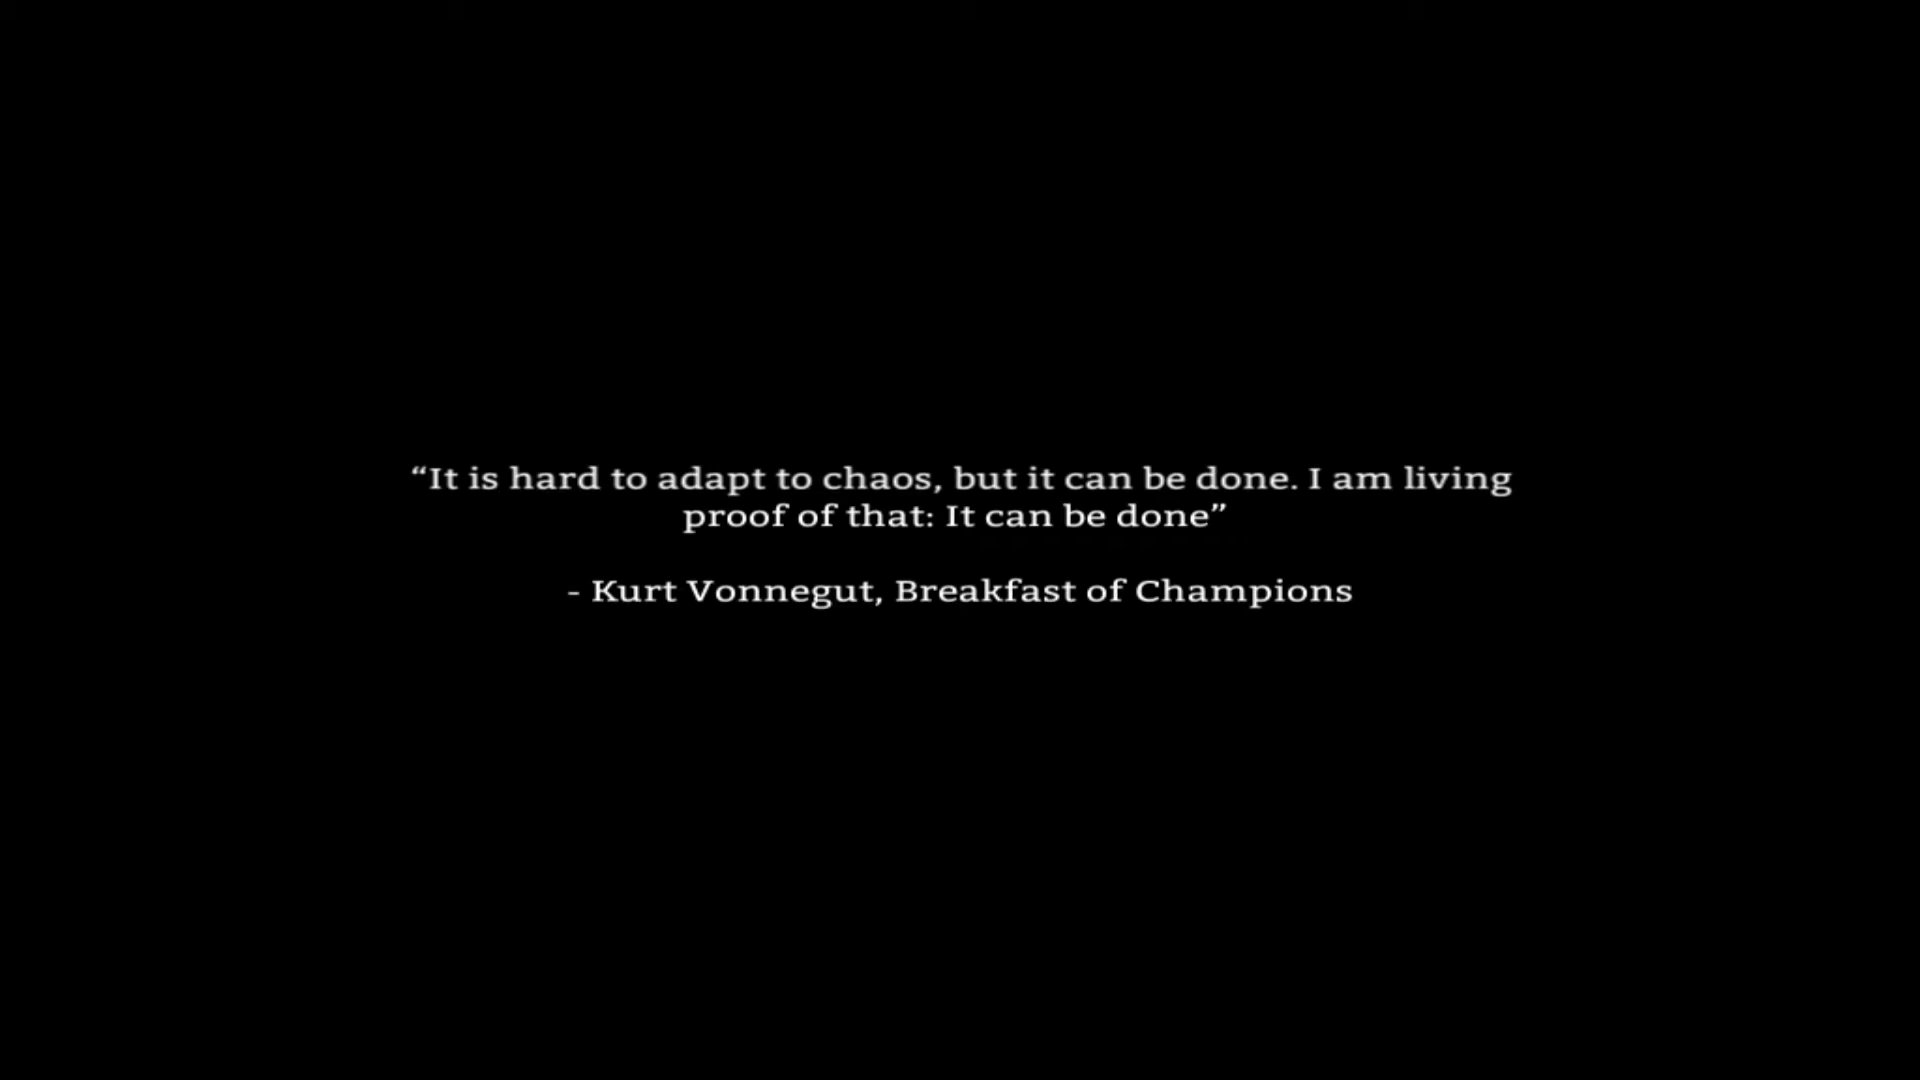 “It is hard to adapt to chaos, but it can be done. I am living
proof of that: It can be done”
- Kurt Vonnegut, Breakfast of Champions